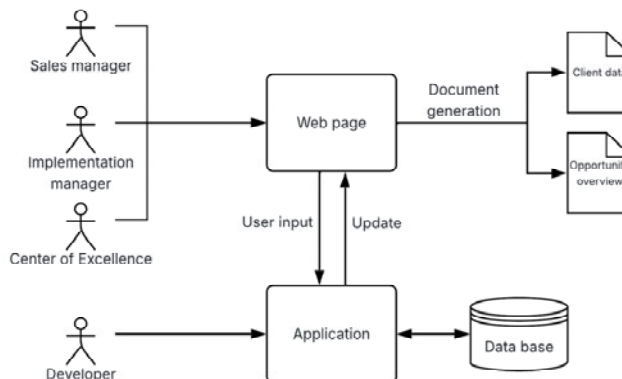 Sales manager
Implementation
manager
Center of Excellence
Developer
Web page
User input
Update
Application
Document
generation
Client data
Opportunity
overview
Data base